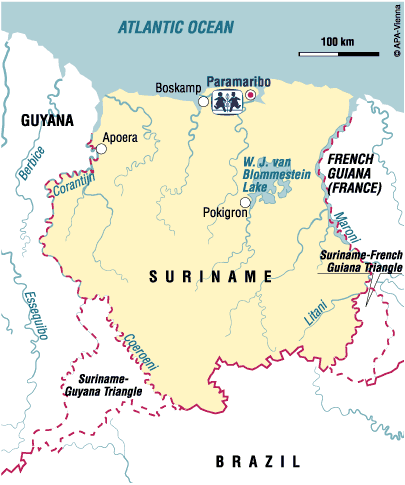 © APA-Vienna
ATLANTIC OCEAN
100 km
Paramaribo
Boskamp
GUYANA
Apoera
Berbice
Corantijn
W. J. van
Blommestein
Lake
FRENCH
GUIANA
(FRANCE)
Pokigron
Maroni
Suriname-French
Guiana Triangle
SURINAME
Essequibo
Litani
Coeroeni
Suriname-
Guyana Triangle
BRAZIL